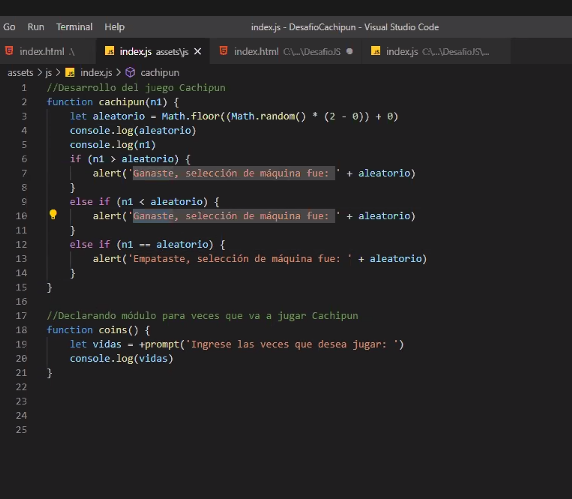 Go Run Terminal Help index.js - DesafioCachipun - Visual Studio Code
index.html .\ index.js assets\js × index.html C:\...\DesafioJS ● index.js C:\...\DesafioJS\...
assets > js > index.js > cachipun
1 //Desarrollo del juego Cachipun
2 function cachipun(n1) {
3 let aleatorio = Math.floor((Math.random() * (2 - 0)) + 0)
4 console.log(aleatorio)
5 console.log(n1)
6 if (n1 > aleatorio) {
7 alert('Ganaste, selección de máquina fue: ' + aleatorio)
8 }
9 else if (n1 < aleatorio) {
10 alert('Ganaste, selección de máquina fue: ' + aleatorio)
11 }
12 else if (n1 == aleatorio) {
13 alert('Empataste, selección de máquina fue: ' + aleatorio)
14 }
15 }
16
17 //Declarando módulo para veces que va a jugar Cachipun
18 function coins() {
19 let vidas = +prompt('Ingrese las veces que desea jugar: ')
20 console.log(vidas)
21 }
22
23
24
25